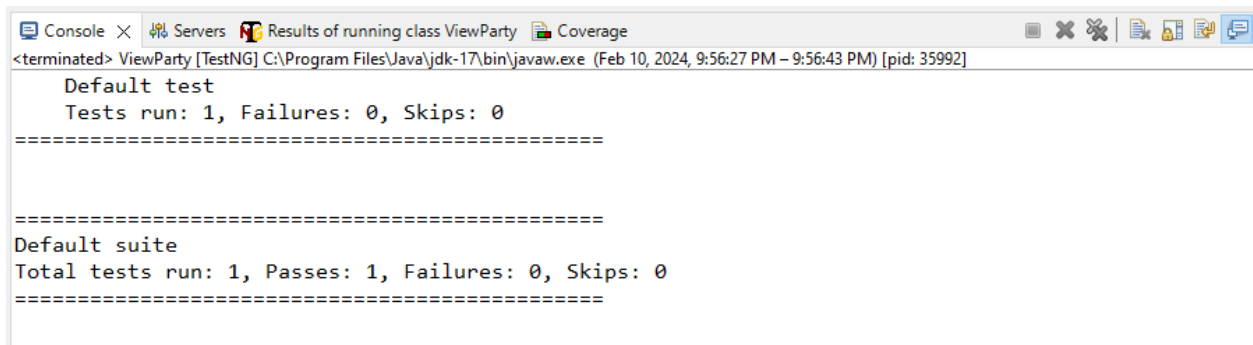 Console Servers Results of running class ViewParty Coverage
<terminated> ViewParty [TestNG] C:\Program Files\Java\jdk-17\bin\javaw.exe (Feb 10, 2024, 9:56:27 PM – 9:56:43 PM) [pid: 35992]
Default test
Tests run: 1, Failures: 0, Skips: 0
===============================================
===============================================
Default suite
Total tests run: 1, Passes: 1, Failures: 0, Skips: 0
===============================================